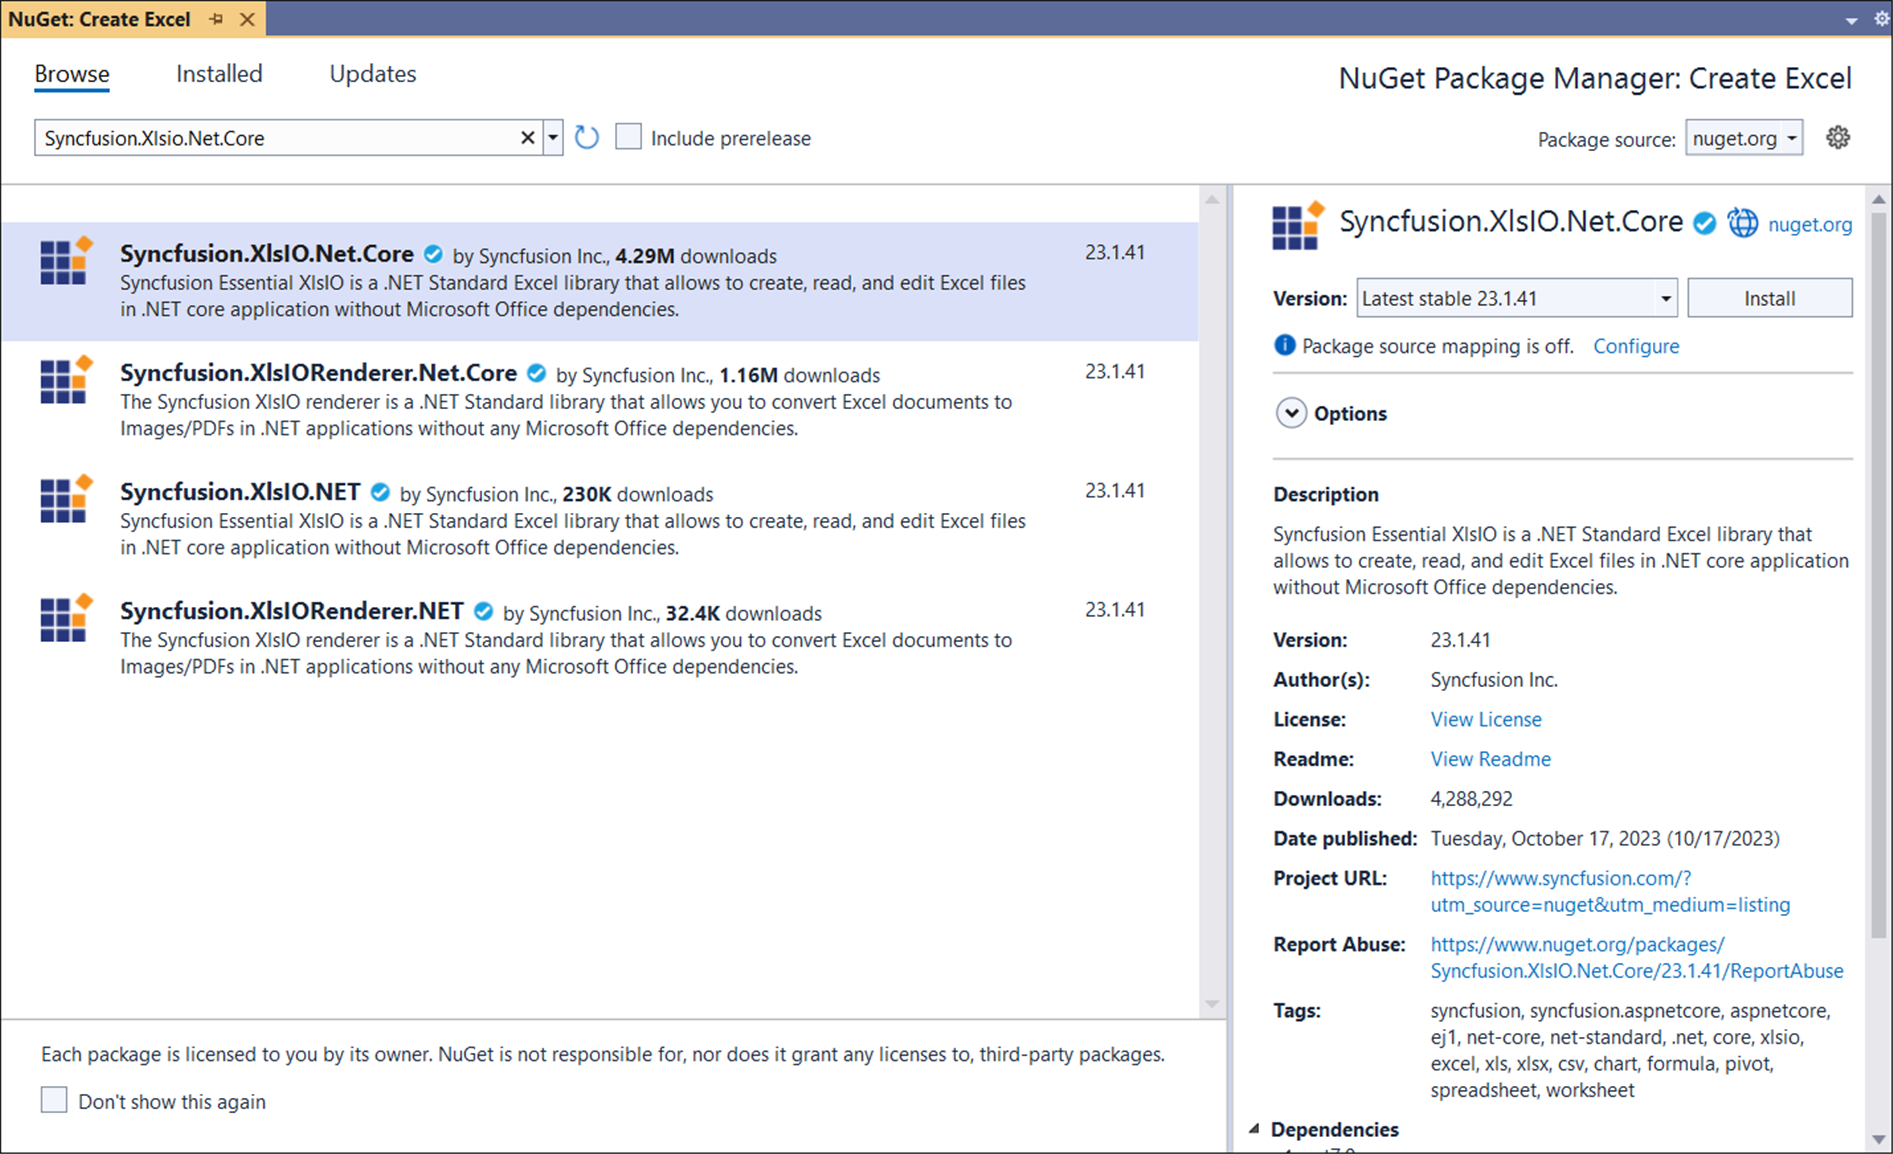 NuGet: Create Excel
Browse
Installed
Updates
NuGet Package Manager: Create Excel
Syncfusion.Xlsio.Net.Core
Include prerelease
Package source: nuget.org
Syncfusion.XlsIO.Net.Core by Syncfusion Inc., 4.29M downloads 23.1.41
Syncfusion Essential XlsIO is a .NET Standard Excel library that allows to create, read, and edit Excel files
in .NET core application without Microsoft Office dependencies.
Syncfusion.XlsIORenderer.Net.Core by Syncfusion Inc., 1.16M downloads 23.1.41
The Syncfusion XlsIO renderer is a .NET Standard library that allows you to convert Excel documents to
Images/PDFs in .NET applications without any Microsoft Office dependencies.
Syncfusion.XlsIO.NET by Syncfusion Inc., 230K downloads 23.1.41
Syncfusion Essential XlsIO is a .NET Standard Excel library that allows to create, read, and edit Excel files
in .NET core application without Microsoft Office dependencies.
Syncfusion.XlsIORenderer.NET by Syncfusion Inc., 32.4K downloads 23.1.41
The Syncfusion XlsIO renderer is a .NET Standard library that allows you to convert Excel documents to
Images/PDFs in .NET applications without any Microsoft Office dependencies.
Each package is licensed to you by its owner. NuGet is not responsible for, nor does it grant any licenses to, third-party packages.
Don't show this again
Syncfusion.XlsIO.Net.Core nuget.org
Version: Latest stable 23.1.41 Install
Package source mapping is off. Configure
Options
Description
Syncfusion Essential XlsIO is a .NET Standard Excel library that
allows to create, read, and edit Excel files in .NET core application
without Microsoft Office dependencies.
Version: 23.1.41
Author(s): Syncfusion Inc.
License: View License
Readme: View Readme
Downloads: 4,288,292
Date published: Tuesday, October 17, 2023 (10/17/2023)
Project URL: https://www.syncfusion.com/?
utm_source=nuget&utm_medium=listing
Report Abuse: https://www.nuget.org/packages/
Syncfusion.XlsIO.Net.Core/23.1.41/ReportAbuse
Tags: syncfusion, syncfusion.aspnetcore, aspnetcore,
ej1, net-core, net-standard, .net, core, xlsio,
excel, xls, xlsx, csv, chart, formula, pivot,
spreadsheet, worksheet
Dependencies